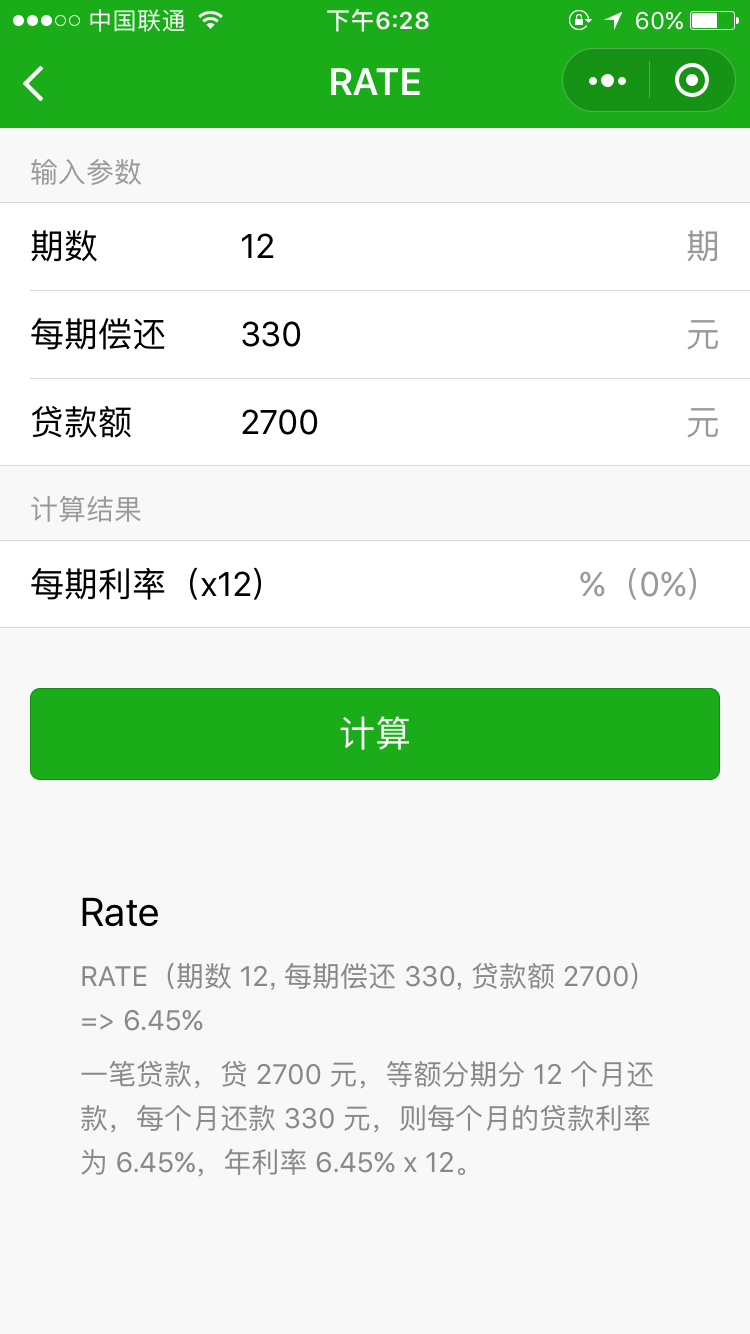 中国联通
下午6:28
60%
RATE
输入参数
期数 12 期
每期偿还 330 元
贷款额 2700 元
计算结果
每期利率（x12） %（0%）
计算
Rate
RATE（期数 12, 每期偿还 330, 贷款额 2700）
=> 6.45%
一笔贷款，贷 2700 元，等额分期分 12 个月还
款，每个月还款 330 元，则每个月的贷款利率
为 6.45%，年利率 6.45% x 12。